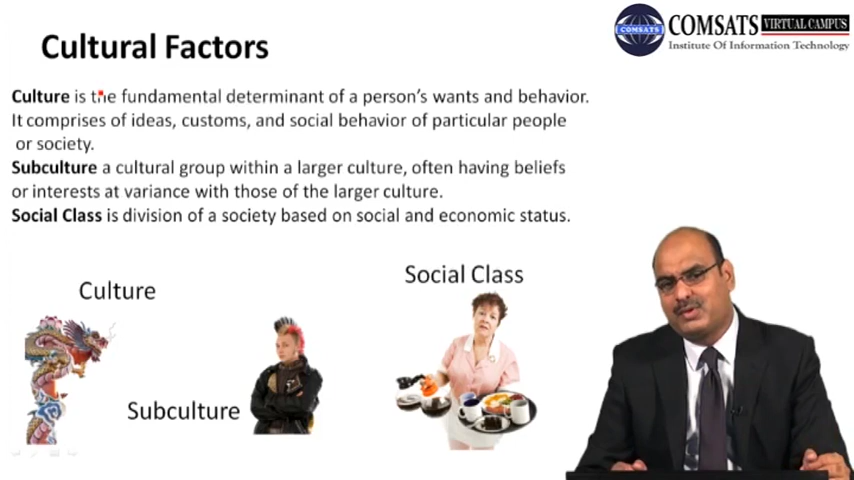 Cultural Factors
COMSATS VIRTUAL CAMPUS
COMSATS
Institute Of Information Technology
Culture is the fundamental determinant of a person's wants and behavior.
It comprises of ideas, customs, and social behavior of particular people
or society.
Subculture a cultural group within a larger culture, often having beliefs
or interests at variance with those of the larger culture.
Social Class is division of a society based on social and economic status.
Culture
Social Class
Subculture